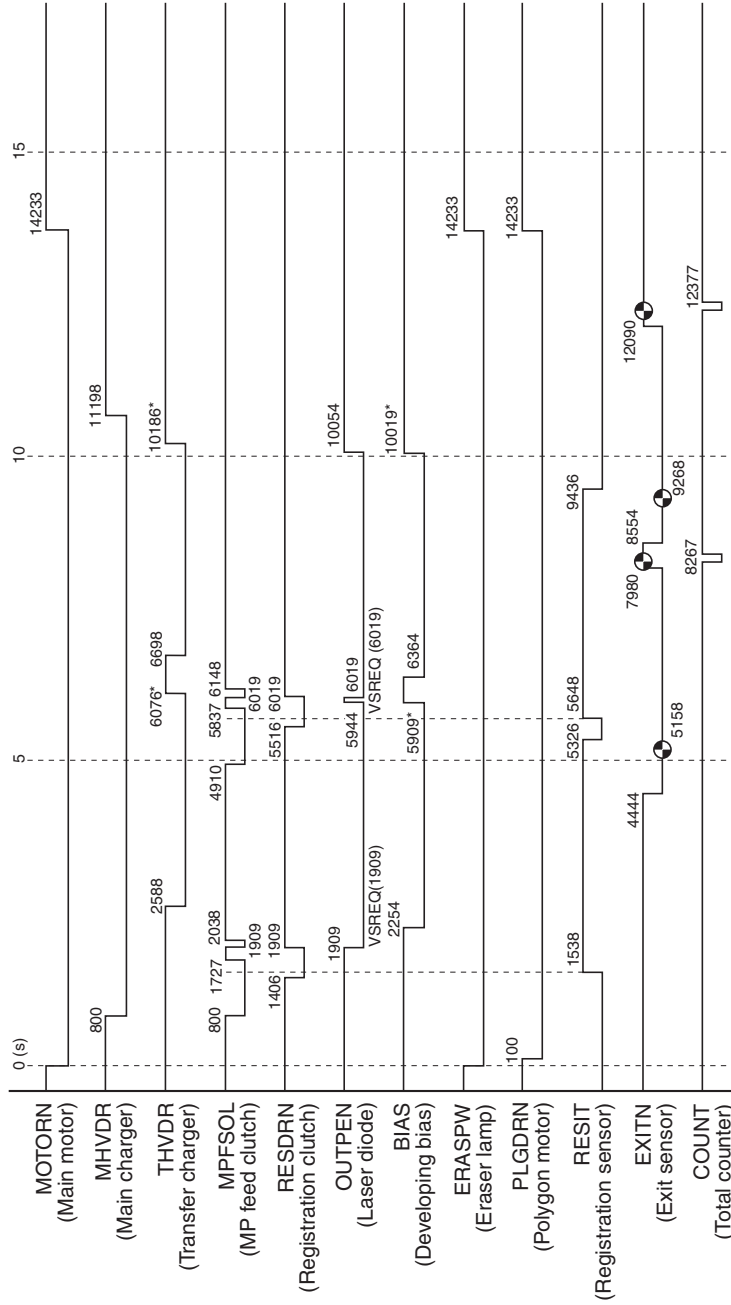 0 (s)
5
10
15
MOTORN
(Main motor)
14233
MHVDR
(Main charger)
800
11198
THVDR
(Transfer charger)
2588
6076*
6698
10186*
MPFSOL
(MP feed clutch)
800
1727
1909
2038
4910
5837
6019
6148
RESDRN
(Registration clutch)
1406
1909
5516
6019
OUTPEN
(Laser diode)
1909
VSREQ(1909)
5944
6019
VSREQ (6019)
10054
BIAS
(Developing bias)
2254
5909*
6364
10019*
ERASPW
(Eraser lamp)
14233
PLGDRN
(Polygon motor)
100
14233
RESIT
(Registration sensor)
1538
5326
5648
9436
EXITN
(Exit sensor)
4444
5158
7980
8554
9268
12090
COUNT
(Total counter)
8267
12377